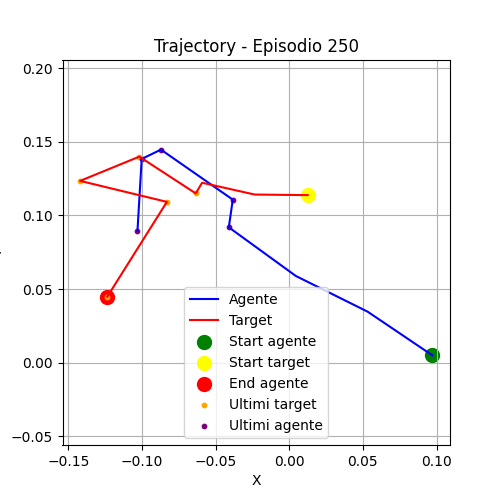 Trajectory - Episodio 250
0.20
0.15
0.10
0.05
0.00
−0.05
−0.15
−0.10
−0.05
0.00
0.05
0.10
X
Agente
Target
Start agente
Start target
End agente
Ultimi target
Ultimi agente